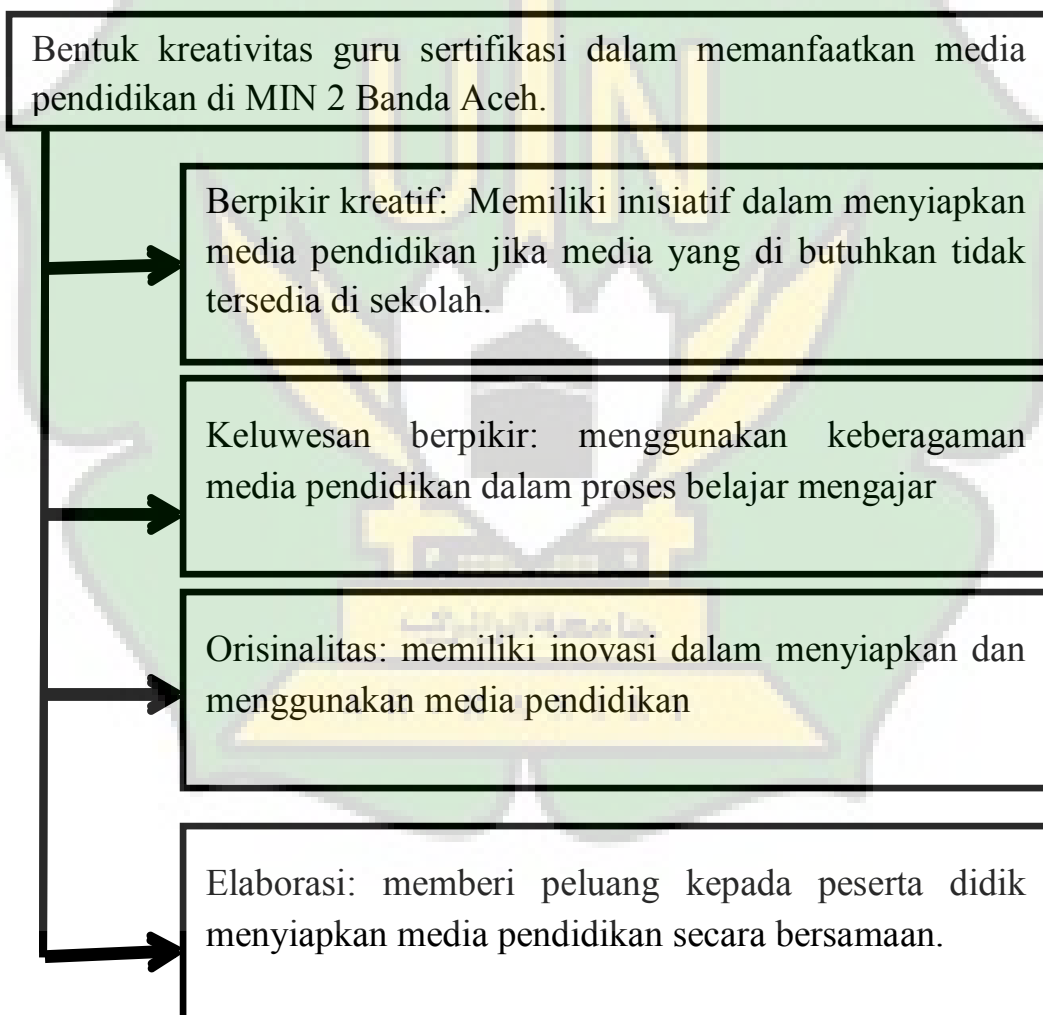 Bentuk kreativitas guru sertifikasi dalam memanfaatkan media
pendidikan di MIN 2 Banda Aceh.
Berpikir kreatif: Memiliki inisiatif dalam menyiapkan
media pendidikan jika media yang di butuhkan tidak
tersedia di sekolah.
Keluwesan berpikir: menggunakan keberagaman
media pendidikan dalam proses belajar mengajar
Orisinalitas: memiliki inovasi dalam menyiapkan dan
menggunakan media pendidikan
Elaborasi: memberi peluang kepada peserta didik
menyiapkan media pendidikan secara bersamaan.
UIN